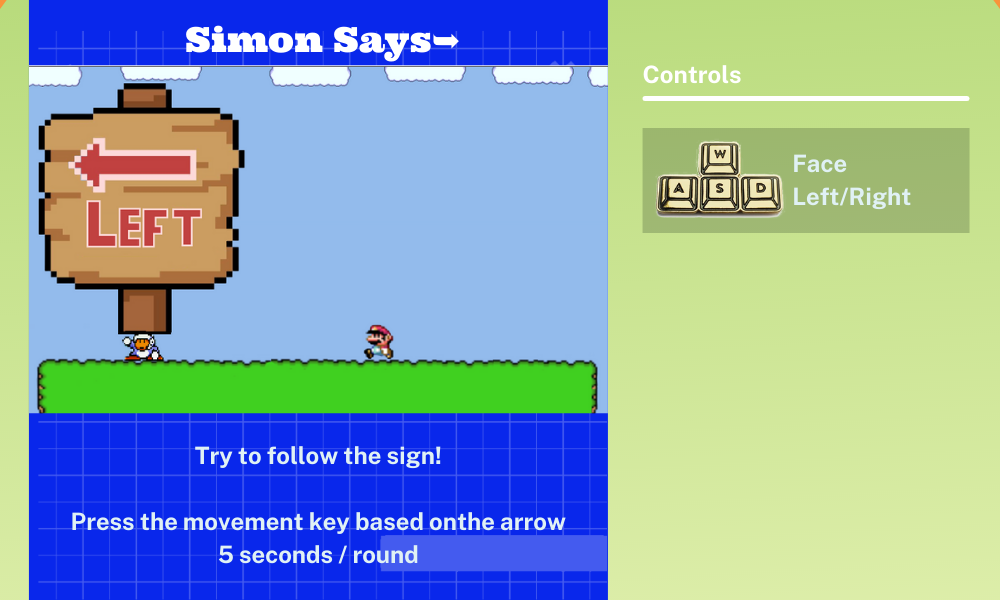 Simon Says➡
LEFT
Try to follow the sign!
Press the movement key based onthe arrow
5 seconds / round
Controls
W
A S D
Face
Left/Right